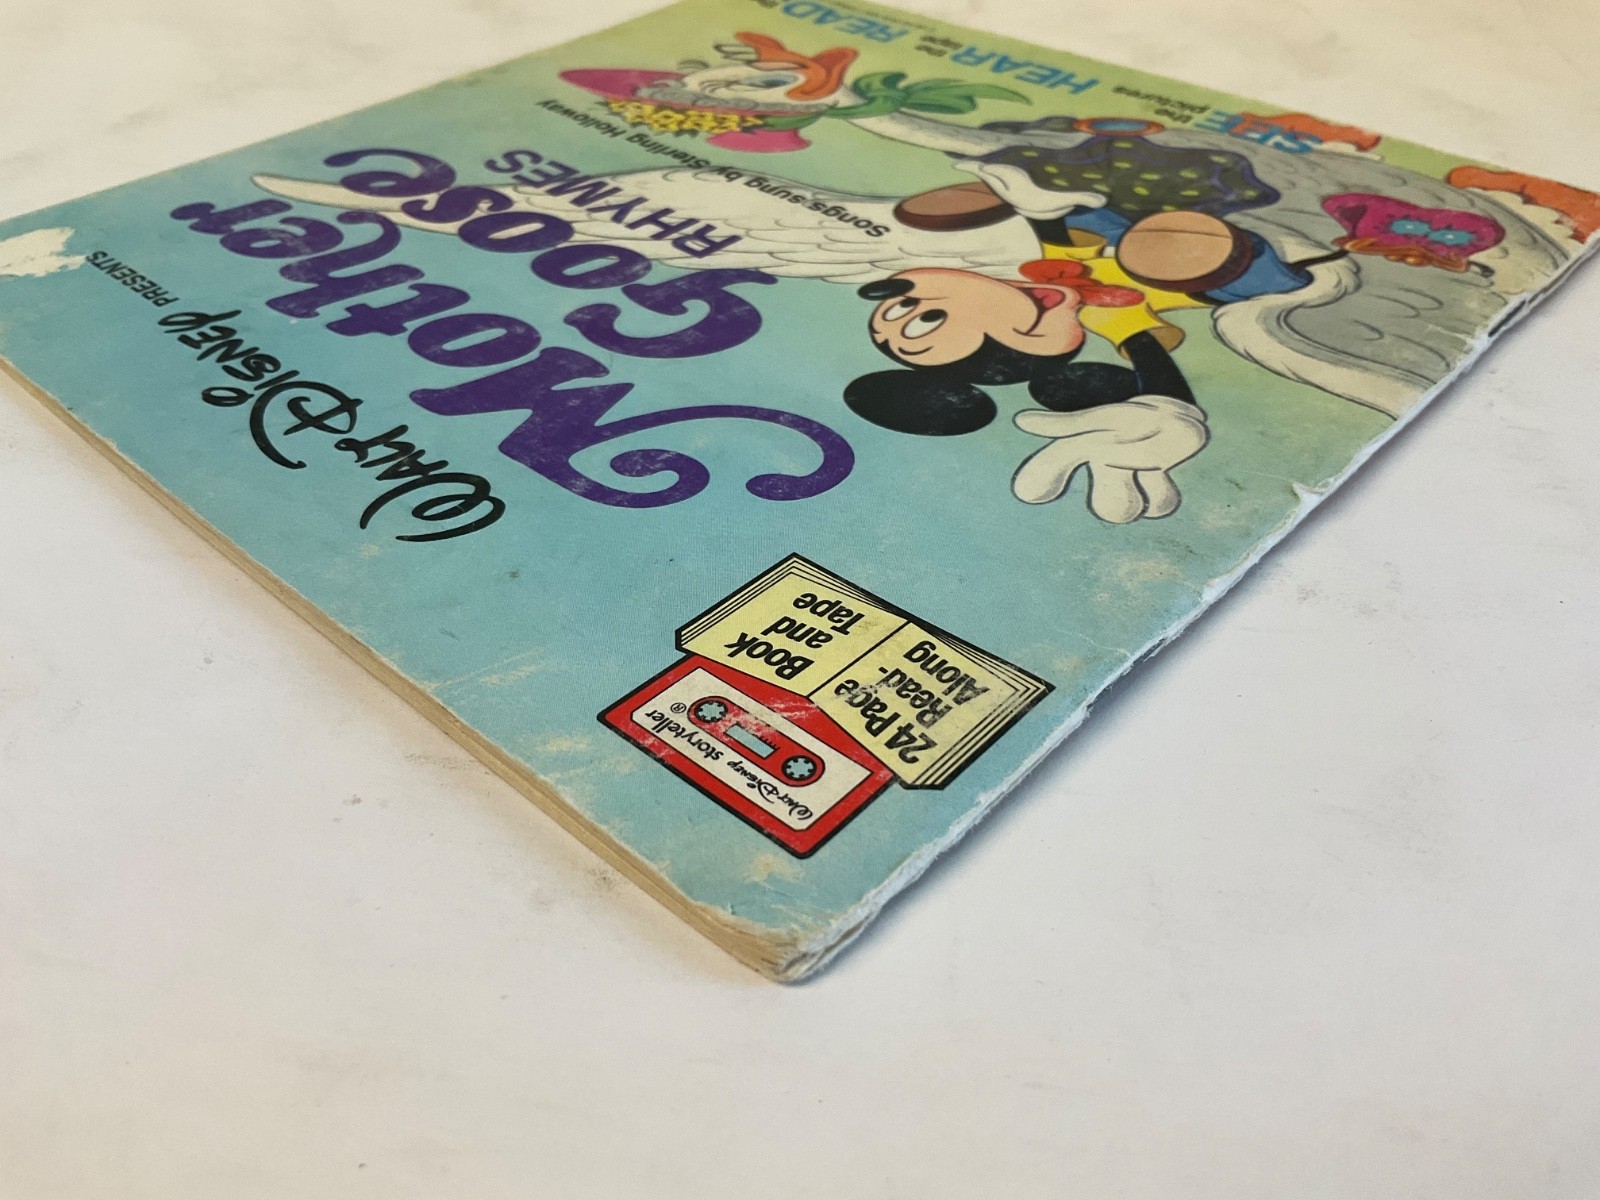 24 Page
Read-
Along
Book
and
Tape
WALT DISNEY storyteller ®
WALT DISNEY PRESENTS
Mother
Goose
RHYMES
Songs sung by Sterling Holloway
SEE
the
pictures
HEAR
the
tape
READ